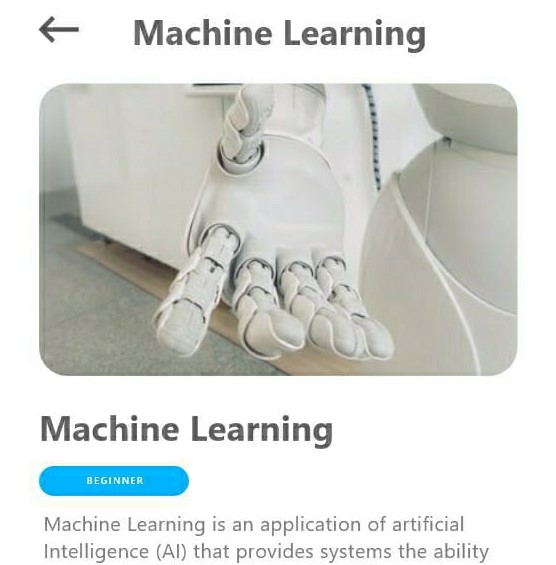 Machine Learning
Machine Learning
BEGINNER
Machine Learning is an application of artificial
Intelligence (AI) that provides systems the ability